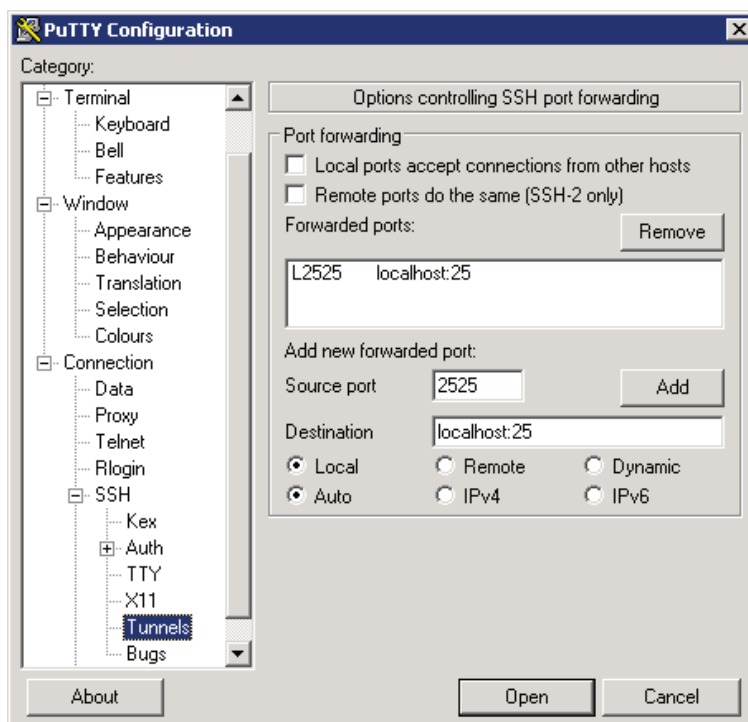 PuTTY Configuration
Category:
Terminal
Keyboard
Bell
Features
Window
Appearance
Behaviour
Translation
Selection
Colours
Connection
Data
Proxy
Telnet
Rlogin
SSH
Kex
Auth
TTY
X11
Tunnels
Bugs
Options controlling SSH port forwarding
Port forwarding
Local ports accept connections from other hosts
Remote ports do the same (SSH-2 only)
Forwarded ports:
Remove
L2525 localhost:25
Add new forwarded port:
Source port 2525 Add
Destination localhost:25
Local Remote Dynamic
Auto IPv4 IPv6
About Open Cancel